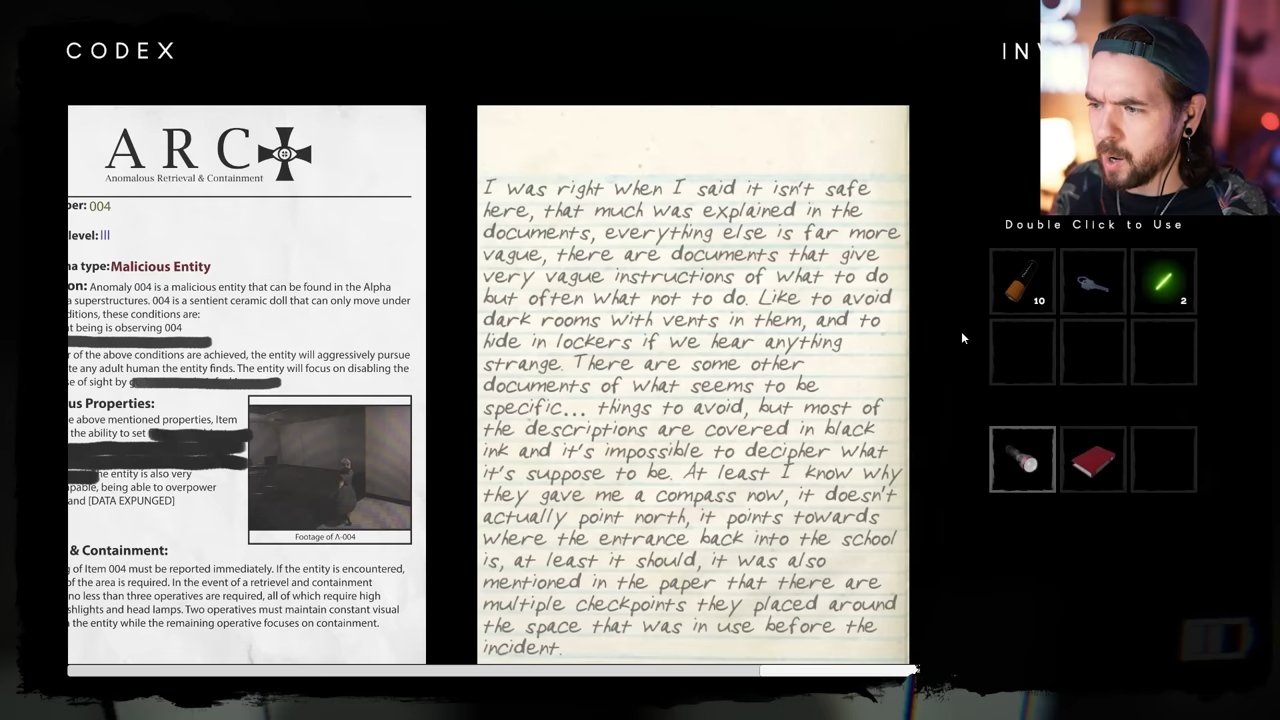 CODEX
ARC
Anomalous Retrieval & Containment
004
level: III
type: Malicious Entity
Anomaly 004 is a malicious entity that can be found in the Alpha
superstructures. 004 is a sentient ceramic doll that can only move under
these conditions are:
being is observing 004
of the above conditions are achieved, the entity will aggressively pursue
any adult human the entity finds. The entity will focus on disabling the
of sight by
Properties:
above mentioned properties, Item
the ability to set
the entity is also very
being able to overpower
and [DATA EXPUNGED]
Footage of Λ-004
& Containment:
of Item 004 must be reported immediately. If the entity is encountered,
of the area is required. In the event of a retrievel and containment
no less than three operatives are required, all of which require high
and head lamps. Two operatives must maintain constant visual
the entity while the remaining operative focuses on containment.
I was right when I said it isn't safe
here, that much was explained in the
documents, everything else is far more
vague, there are documents that give
very vague instructions of what to do
but often what not to do. Like to avoid
dark rooms with vents in them, and to
hide in lockers if we hear anything
strange. There are some other
documents of what seems to be
specific... things to avoid, but most of
the descriptions are covered in black
ink and it's impossible to decipher what
it's suppose to be. At least I know why
they gave me a compass now, it doesn't
actually point north, it points towards
where the entrance back into the school
is, at least it should, it was also
mentioned in the paper that there are
multiple checkpoints they placed around
the space that was in use before the
incident.
Double Click to Use
10
2